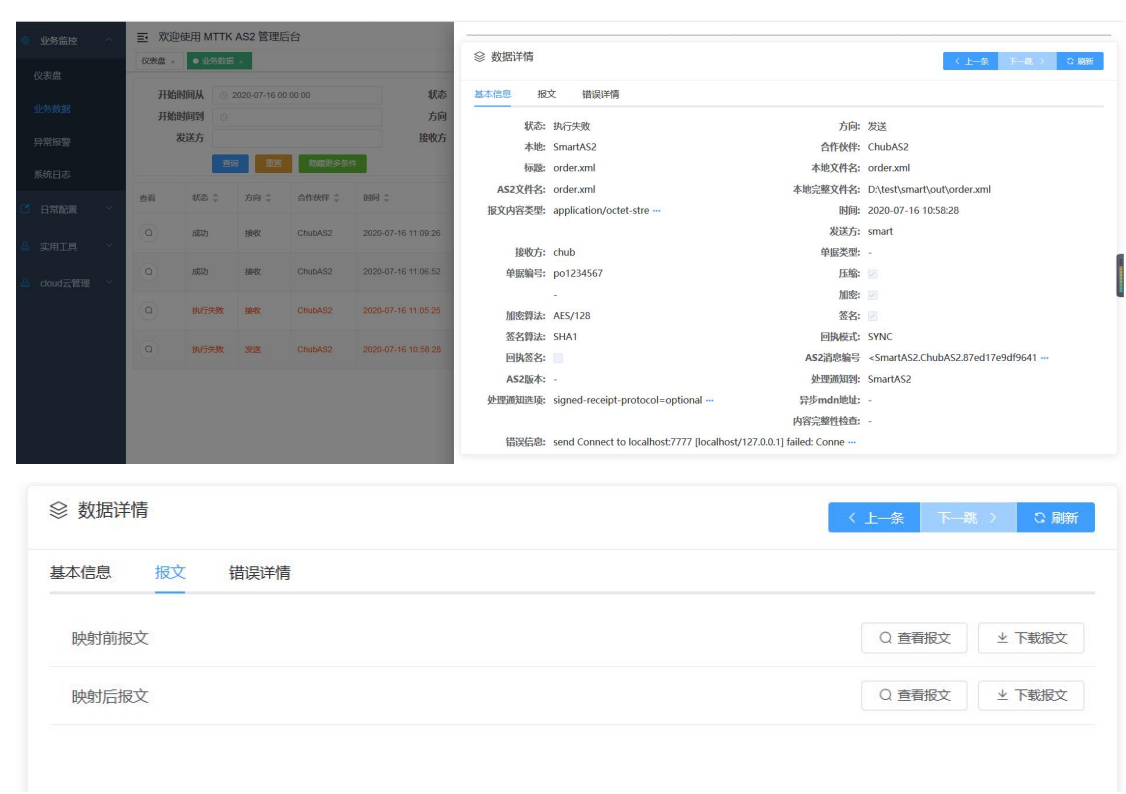 业务监控
仪表盘
业务数据
异常报警
系统日志
日常配置
实用工具
cloud云管理
欢迎使用 MTTK AS2 管理后台
仪表盘 × ● 业务数据 ×
开始时间从 2020-07-16 00:00:00 状态
开始时间到 方向
发送方 接收方
查询 重置 隐藏更多条件
查看 状态 方向 合作伙伴 时间
成功 接收 ChubAS2 2020-07-16 11:09:26
成功 接收 ChubAS2 2020-07-16 11:06:52
执行失败 接收 ChubAS2 2020-07-16 11:05:25
执行失败 发送 ChubAS2 2020-07-16 10:58:28
数据详情
上一条 下一跳 刷新
基本信息 报文 错误详情
状态: 执行失败 方向: 发送
本地: SmartAS2 合作伙伴: ChubAS2
标题: order.xml 本地文件名: order.xml
AS2文件名: order.xml 本地完整文件名: D:\test\smart\out\order.xml
报文内容类型: application/octet-stre ··· 时间: 2020-07-16 10:58:28
发送方: smart
接收方: chub 单据类型: -
单据编号: po1234567 压缩:
- 加密:
加密算法: AES/128 签名:
签名算法: SHA1 回执模式: SYNC
回执签名: AS2消息编号 <SmartAS2.ChubAS2.87ed17e9df9641 ···
AS2版本: - 处理通知到: SmartAS2
处理通知选项: signed-receipt-protocol=optional ··· 异步mdn地址: -
内容完整性检查: -
错误信息: send Connect to localhost:7777 [localhost/127.0.0.1] failed: Conne ···
数据详情
上一条 下一跳 刷新
基本信息 报文 错误详情
映射前报文 查看报文 下载报文
映射后报文 查看报文 下载报文